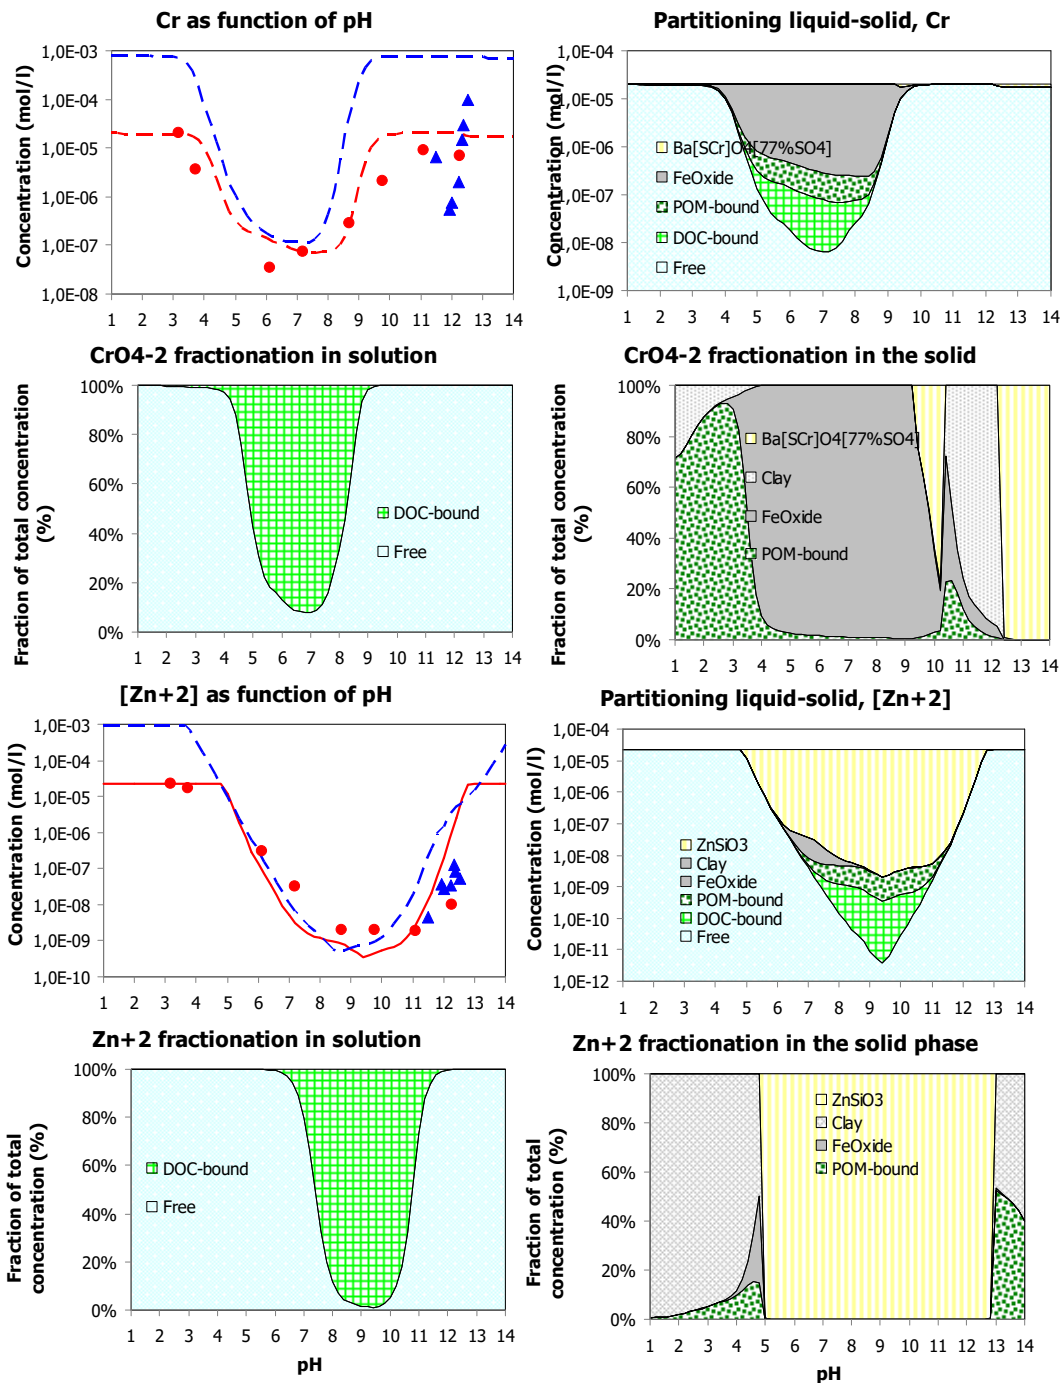 Cr as function of pH
Concentration (mol/l)
1,0E-03
1,0E-04
1,0E-05
1,0E-06
1,0E-07
1,0E-08
1 2 3 4 5 6 7 8 9 10 11 12 13 14
Partitioning liquid-solid, Cr
Concentration (mol/l)
1,0E-04
1,0E-05
1,0E-06
1,0E-07
1,0E-08
1,0E-09
Ba[SCr]O4[77%SO4]
FeOxide
POM-bound
DOC-bound
Free
1 2 3 4 5 6 7 8 9 10 11 12 13 14
CrO4-2 fractionation in solution
Fraction of total concentration
(%)
100%
80%
60%
40%
20%
0%
DOC-bound
Free
1 2 3 4 5 6 7 8 9 10 11 12 13 14
CrO4-2 fractionation in the solid
Fraction of total concentration
(%)
100%
80%
60%
40%
20%
0%
Ba[SCr]O4[77%SO4]
Clay
FeOxide
POM-bound
1 2 3 4 5 6 7 8 9 10 11 12 13 14
[Zn+2] as function of pH
Concentration (mol/l)
1,0E-03
1,0E-04
1,0E-05
1,0E-06
1,0E-07
1,0E-08
1,0E-09
1,0E-10
1 2 3 4 5 6 7 8 9 10 11 12 13 14
Partitioning liquid-solid, [Zn+2]
Concentration (mol/l)
1,0E-04
1,0E-05
1,0E-06
1,0E-07
1,0E-08
1,0E-09
1,0E-10
1,0E-11
1,0E-12
ZnSiO3
Clay
FeOxide
POM-bound
DOC-bound
Free
1 2 3 4 5 6 7 8 9 10 11 12 13 14
Zn+2 fractionation in solution
Fraction of total
concentration (%)
100%
80%
60%
40%
20%
0%
DOC-bound
Free
1 2 3 4 5 6 7 8 9 10 11 12 13 14
pH
Zn+2 fractionation in the solid phase
Fraction of total
concentration (%)
100%
80%
60%
40%
20%
0%
ZnSiO3
Clay
FeOxide
POM-bound
1 2 3 4 5 6 7 8 9 10 11 12 13 14
pH